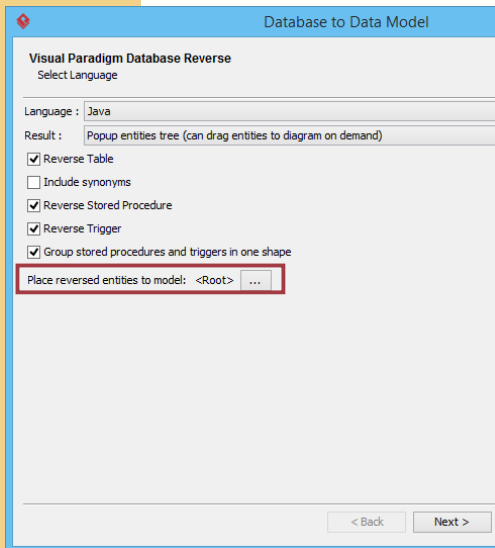 Database to Data Model
Visual Paradigm Database Reverse
Select Language
Language : Java
Result : Popup entities tree (can drag entities to diagram on demand)
Reverse Table
Include synonyms
Reverse Stored Procedure
Reverse Trigger
Group stored procedures and triggers in one shape
Place reversed entities to model: <Root> ...
< Back Next >